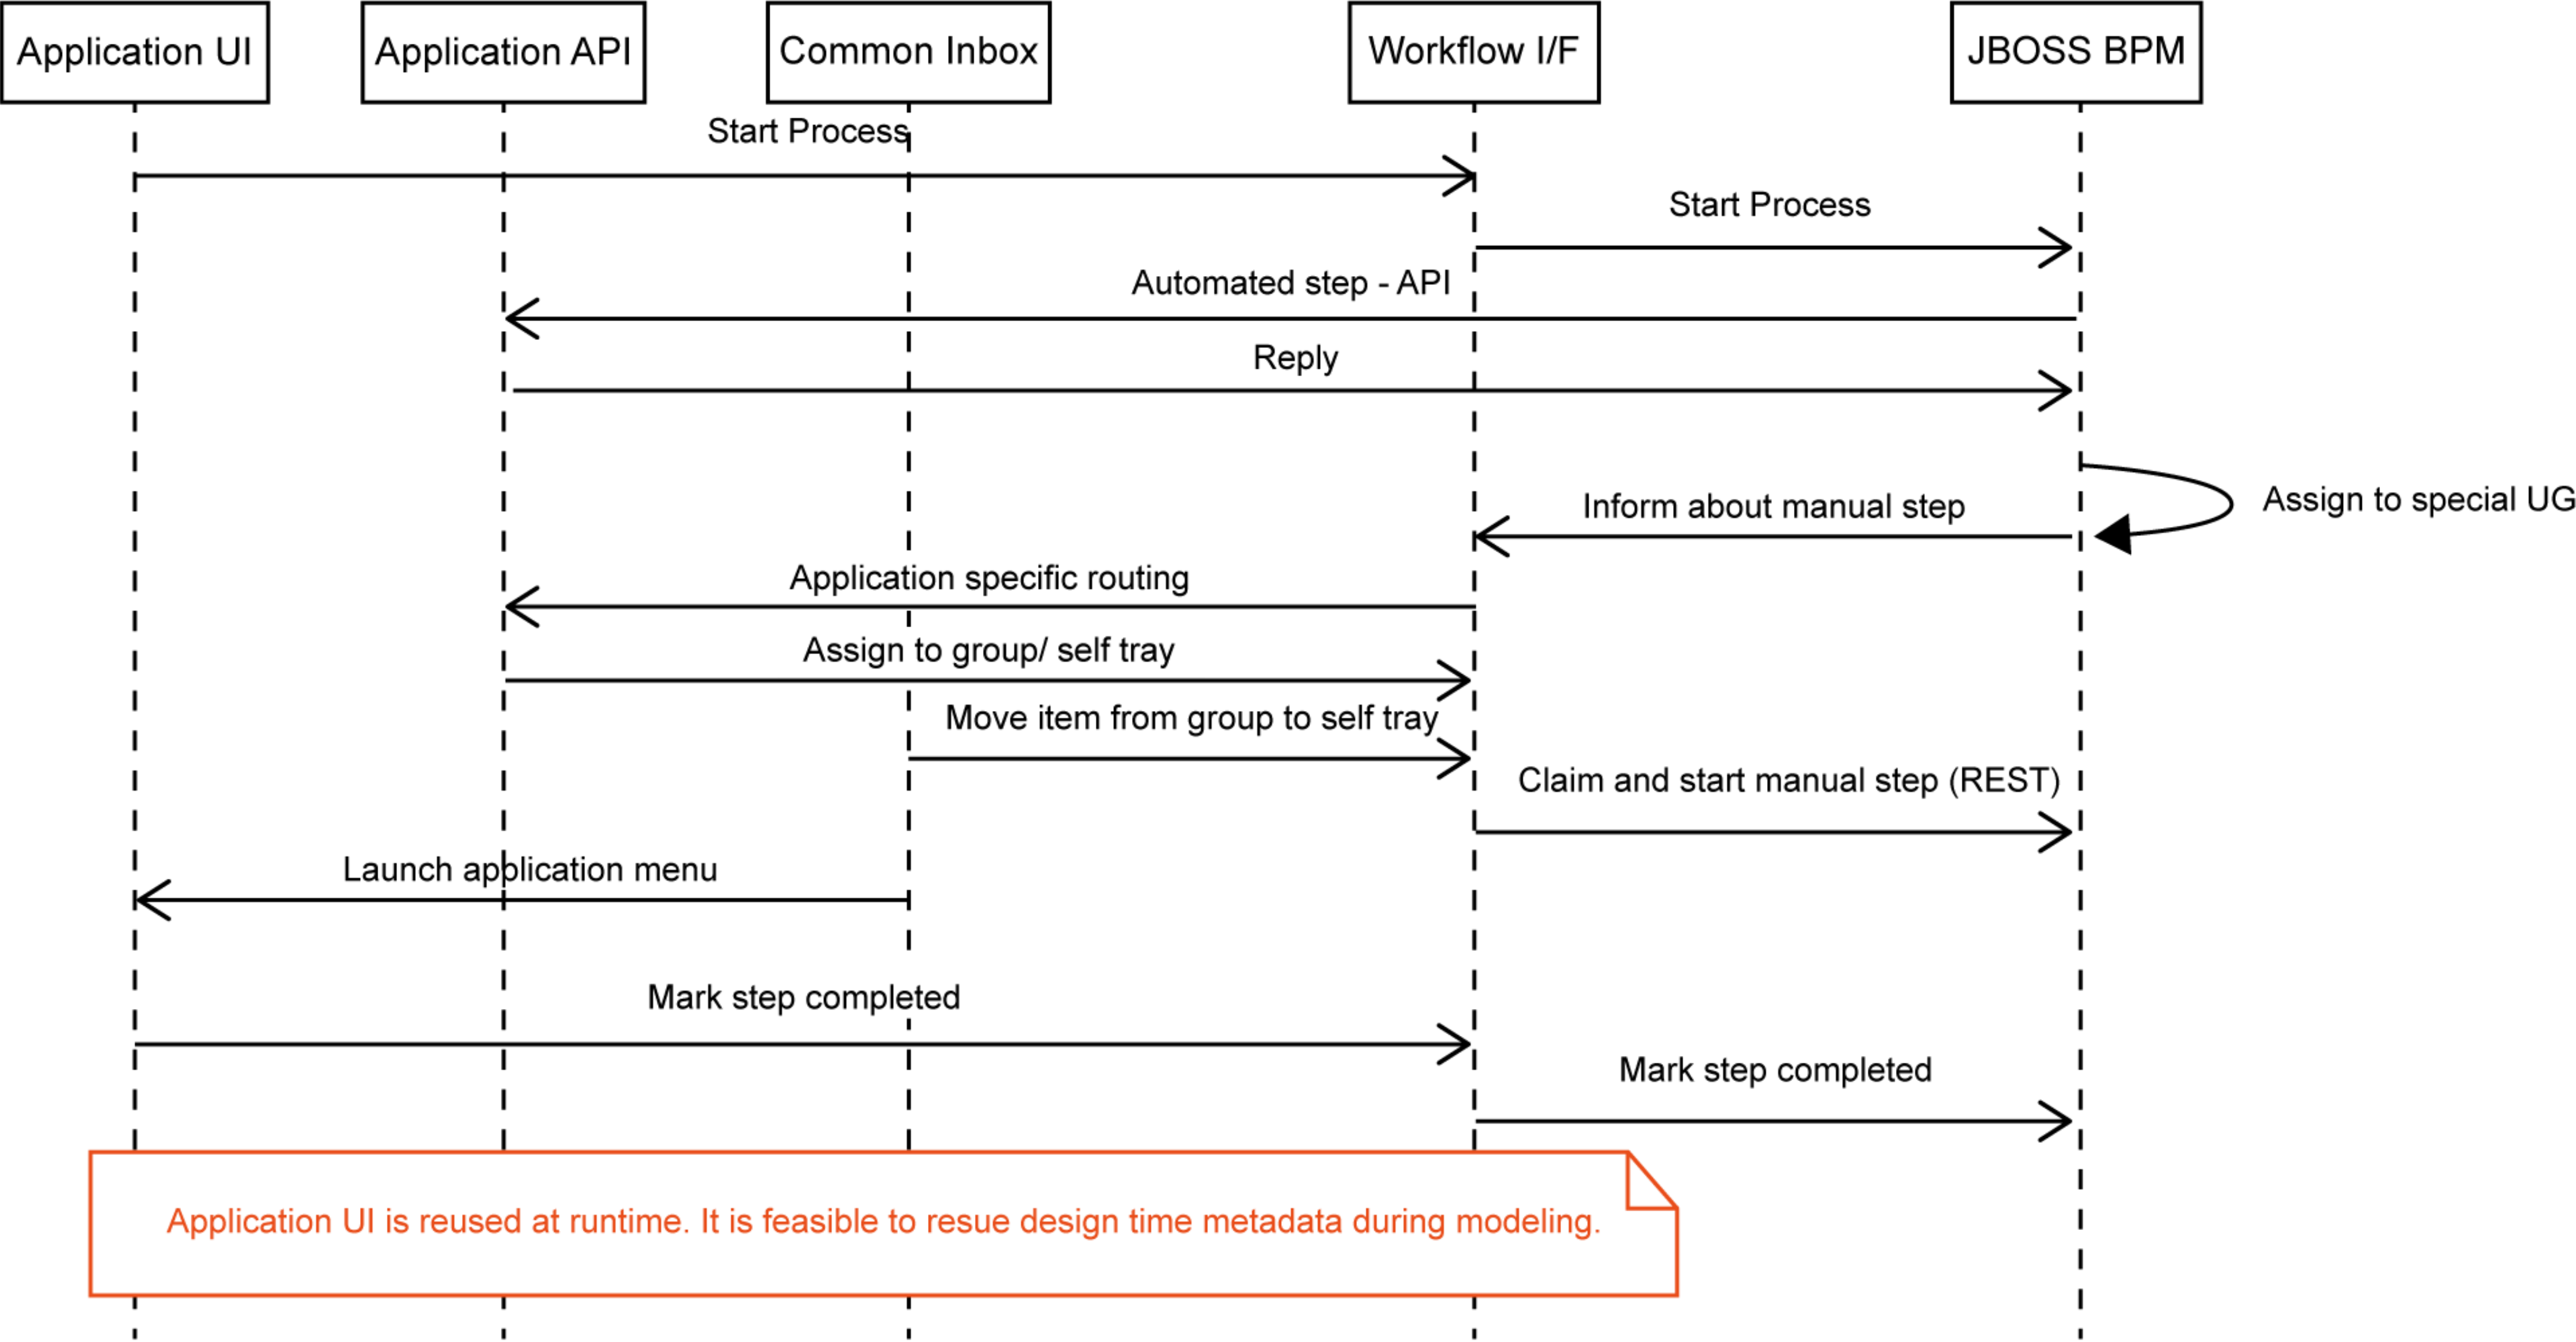 Application UI
Application API
Common Inbox
Workflow I/F
JBOSS BPM
Start Process
Start Process
Automated step - API
Reply
Assign to special UG
Inform about manual step
Application specific routing
Assign to group/ self tray
Move item from group to self tray
Claim and start manual step (REST)
Launch application menu
Mark step completed
Mark step completed
Application UI is reused at runtime. It is feasible to resue design time metadata during modeling.